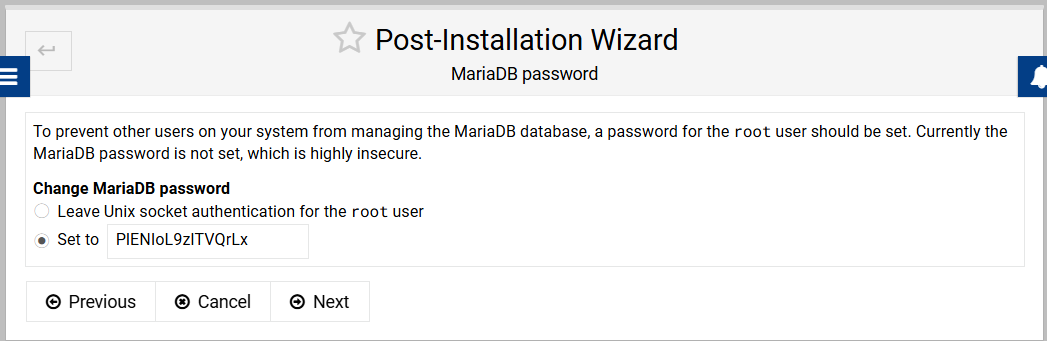 Post-Installation Wizard
MariaDB password
To prevent other users on your system from managing the MariaDB database, a password for the root user should be set. Currently the
MariaDB password is not set, which is highly insecure.
Change MariaDB password
Leave Unix socket authentication for the root user
Set to PIENIoL9zITVQrLx
Previous Cancel Next